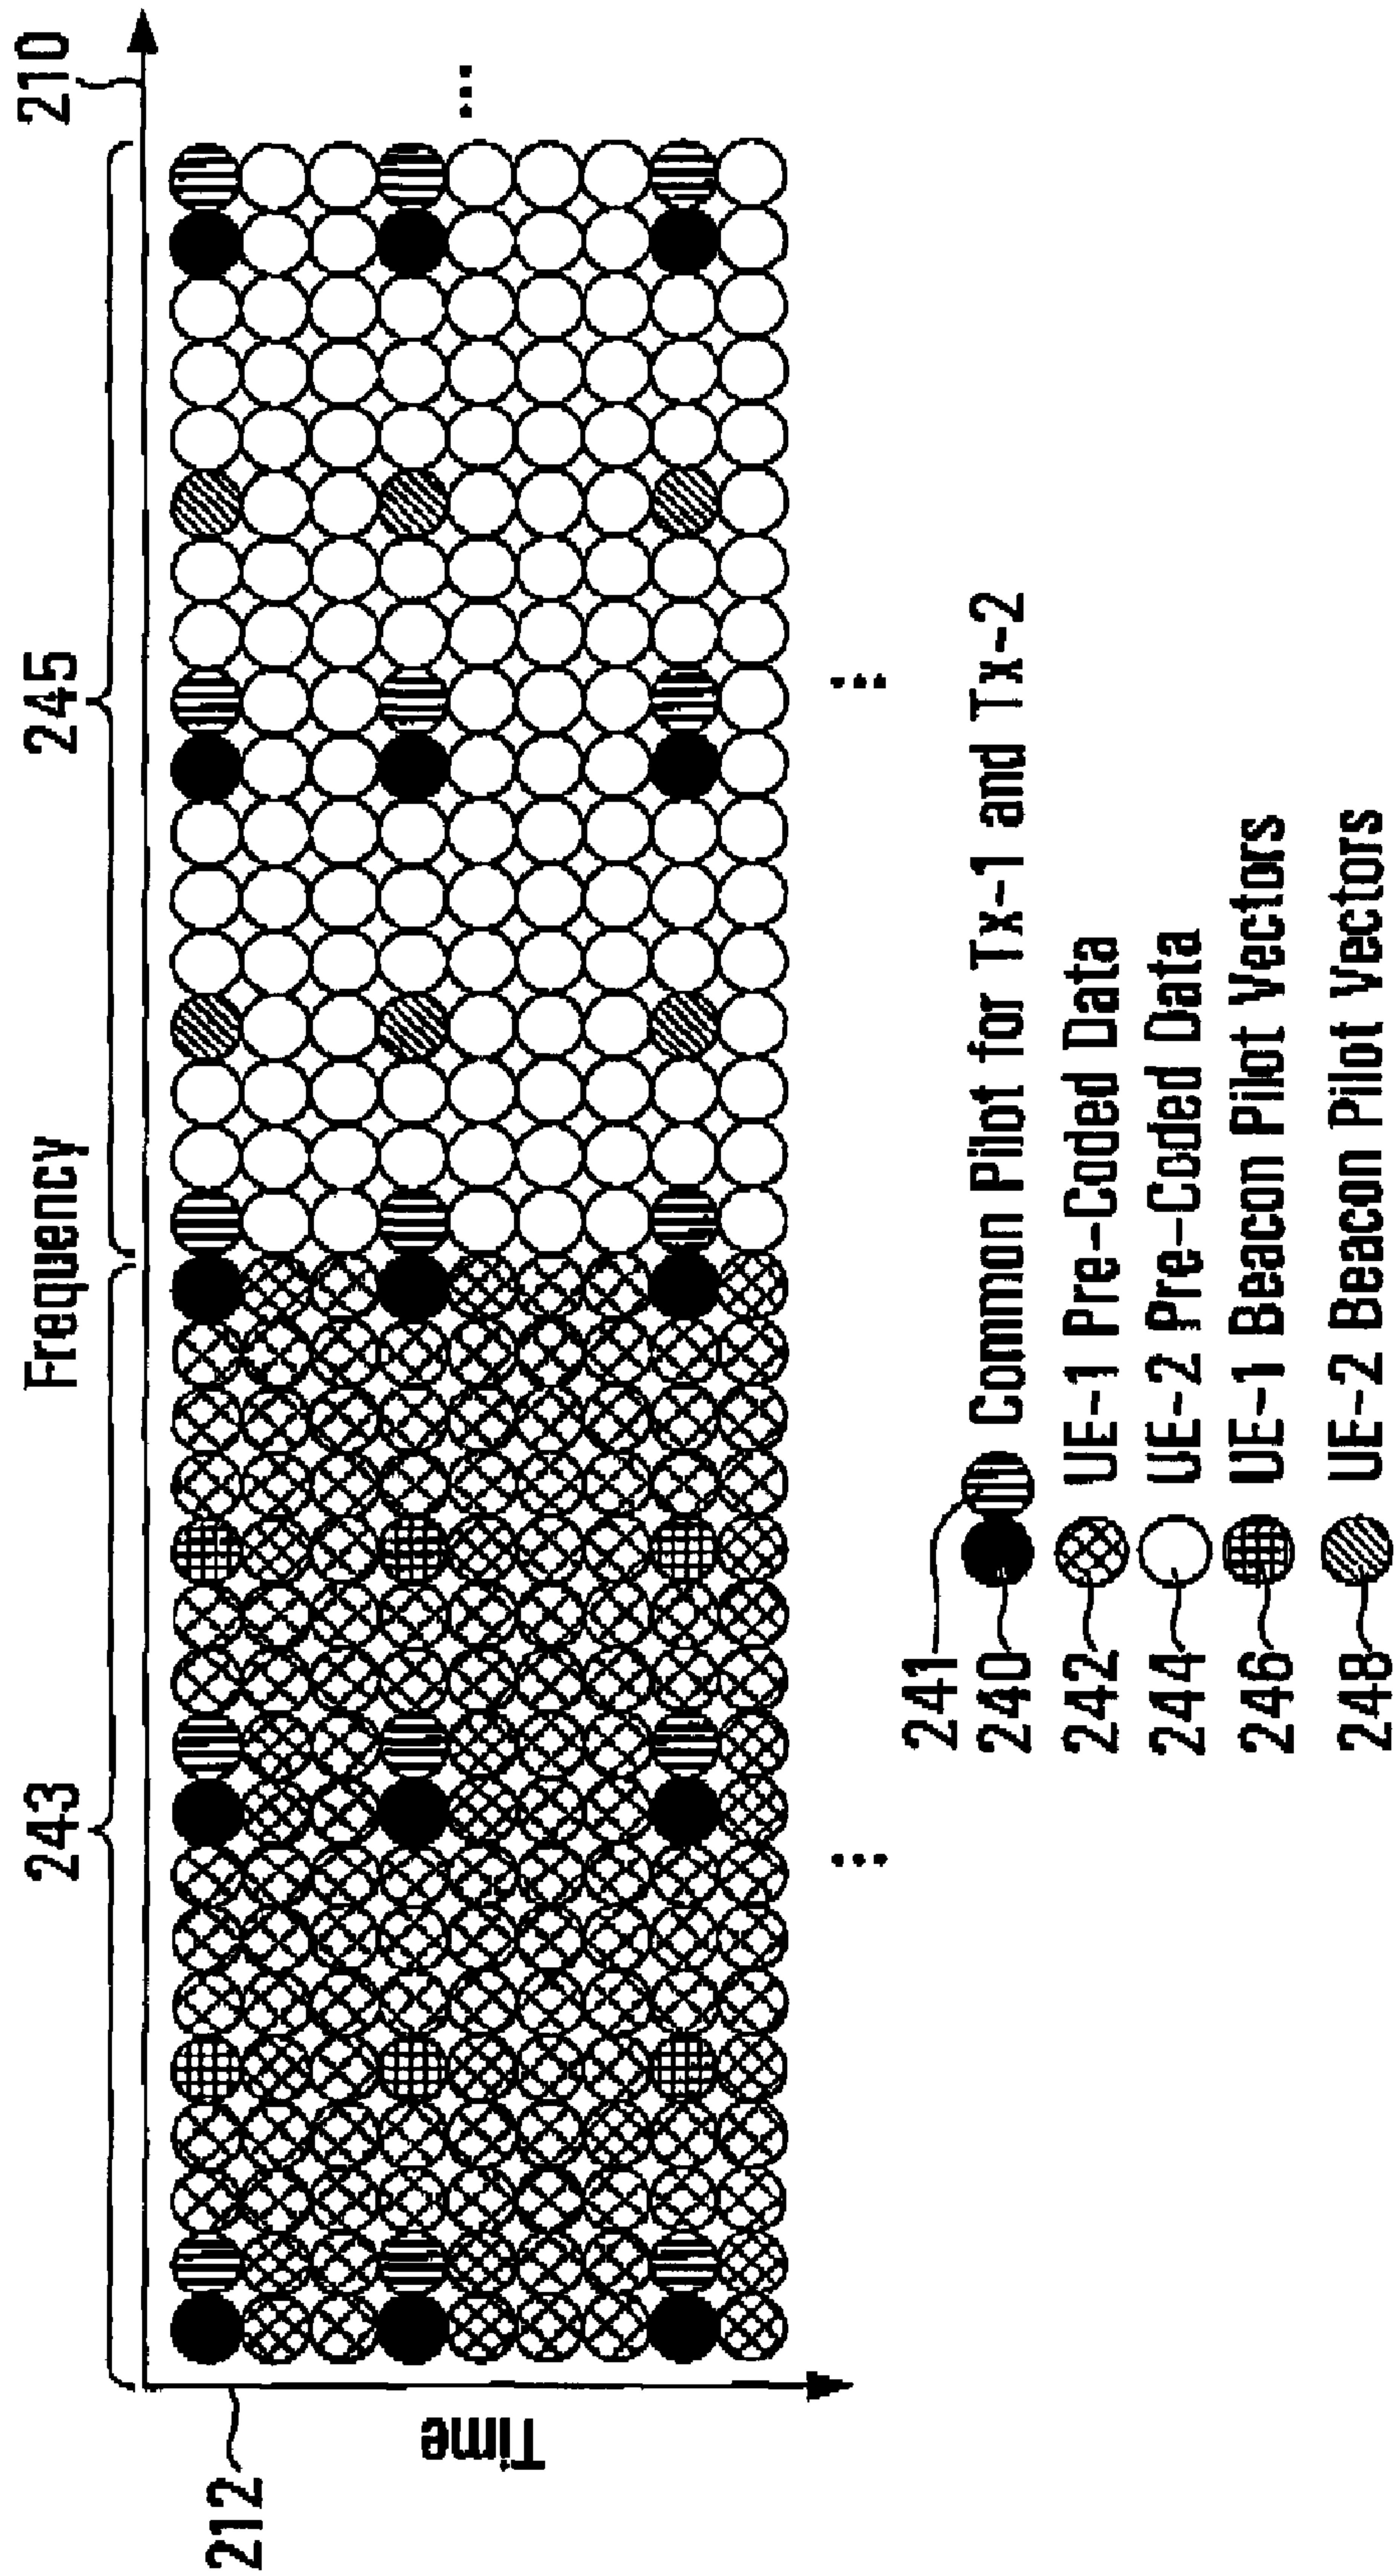 Frequency
210
243
245
212
Time
...
...
...
241
240 Common Pilot for Tx-1 and Tx-2
242 UE-1 Pre-Coded Data
244 UE-2 Pre-Coded Data
246 UE-1 Beacon Pilot Vectors
248 UE-2 Beacon Pilot Vectors